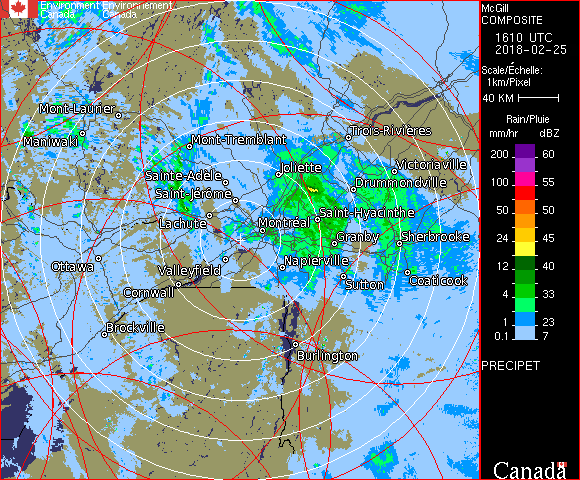 Environment Environnement
Canada Canada
Mont-Laurier
Maniwaki
Mont-Tremblant
Trois-Rivières
Joliette
Victoriaville
Sainte-Adèle
Drummondville
Saint-Jérôme
Saint-Hyacinthe
Lachute
Montréal
Granby
Sherbrooke
Ottawa
Valleyfield
Napierville
Coaticook
Sutton
Cornwall
Brockville
Burlington
McGill
COMPOSITE
1610 UTC
2018-02-25
Scale/Échelle:
1km/Pixel
40 KM
Rain/Pluie
mm/hr dBZ
200 60
100 55
50 50
24 45
12 40
4 33
1 23
0.1 7
PRECIPET
Canada